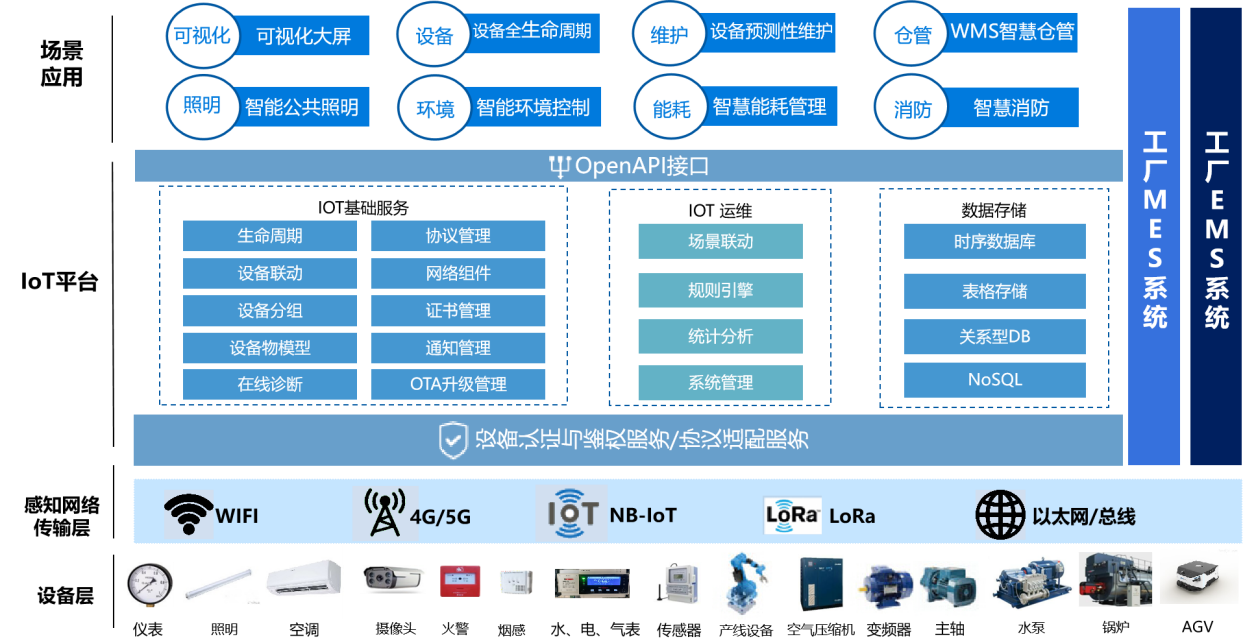 场景
应用
可视化 可视化大屏
设备 设备全生命周期
维护 设备预测性维护
仓管 WMS智慧仓管
照明 智能公共照明
环境 智能环境控制
能耗 智慧能耗管理
消防 智慧消防
工厂MES系统
工厂EMS系统
IoT平台
OpenAPI接口
IOT基础服务
生命周期 协议管理
设备联动 网络组件
设备分组 证书管理
设备物模型 通知管理
在线诊断 OTA升级管理
IOT 运维
场景联动
规则引擎
统计分析
系统管理
数据存储
时序数据库
表格存储
关系型DB
NoSQL
设备认证与鉴权服务/协议适配服务
感知网络
传输层
WIFI
4G/5G
IOT NB-IoT
LoRa LoRa
以太网/总线
设备层
仪表 照明 空调 摄像头 火警 烟感 水、电、气表 传感器 产线设备 空气压缩机 变频器 主轴 水泵 锅炉 AGV